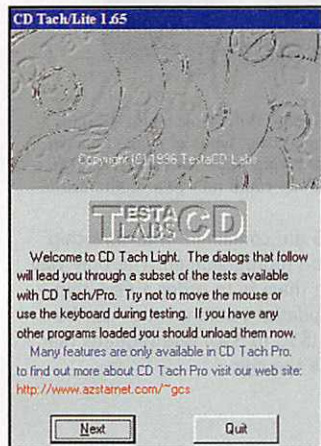 CD Tach/Lite 1.65
Copyright (C) 1996 TestaCD Labs
TESTA LABS CD
Welcome to CD Tach Light. The dialogs that follow
will lead you through a subset of the tests available
with CD Tach/Pro. Try not to move the mouse or
use the keyboard during testing. If you have any
other programs loaded you should unload them now.
Many features are only available in CD Tach Pro.
to find out more about CD Tach Pro visit our web site:
http://www.azstarnet.com/~gcs
Next
Quit